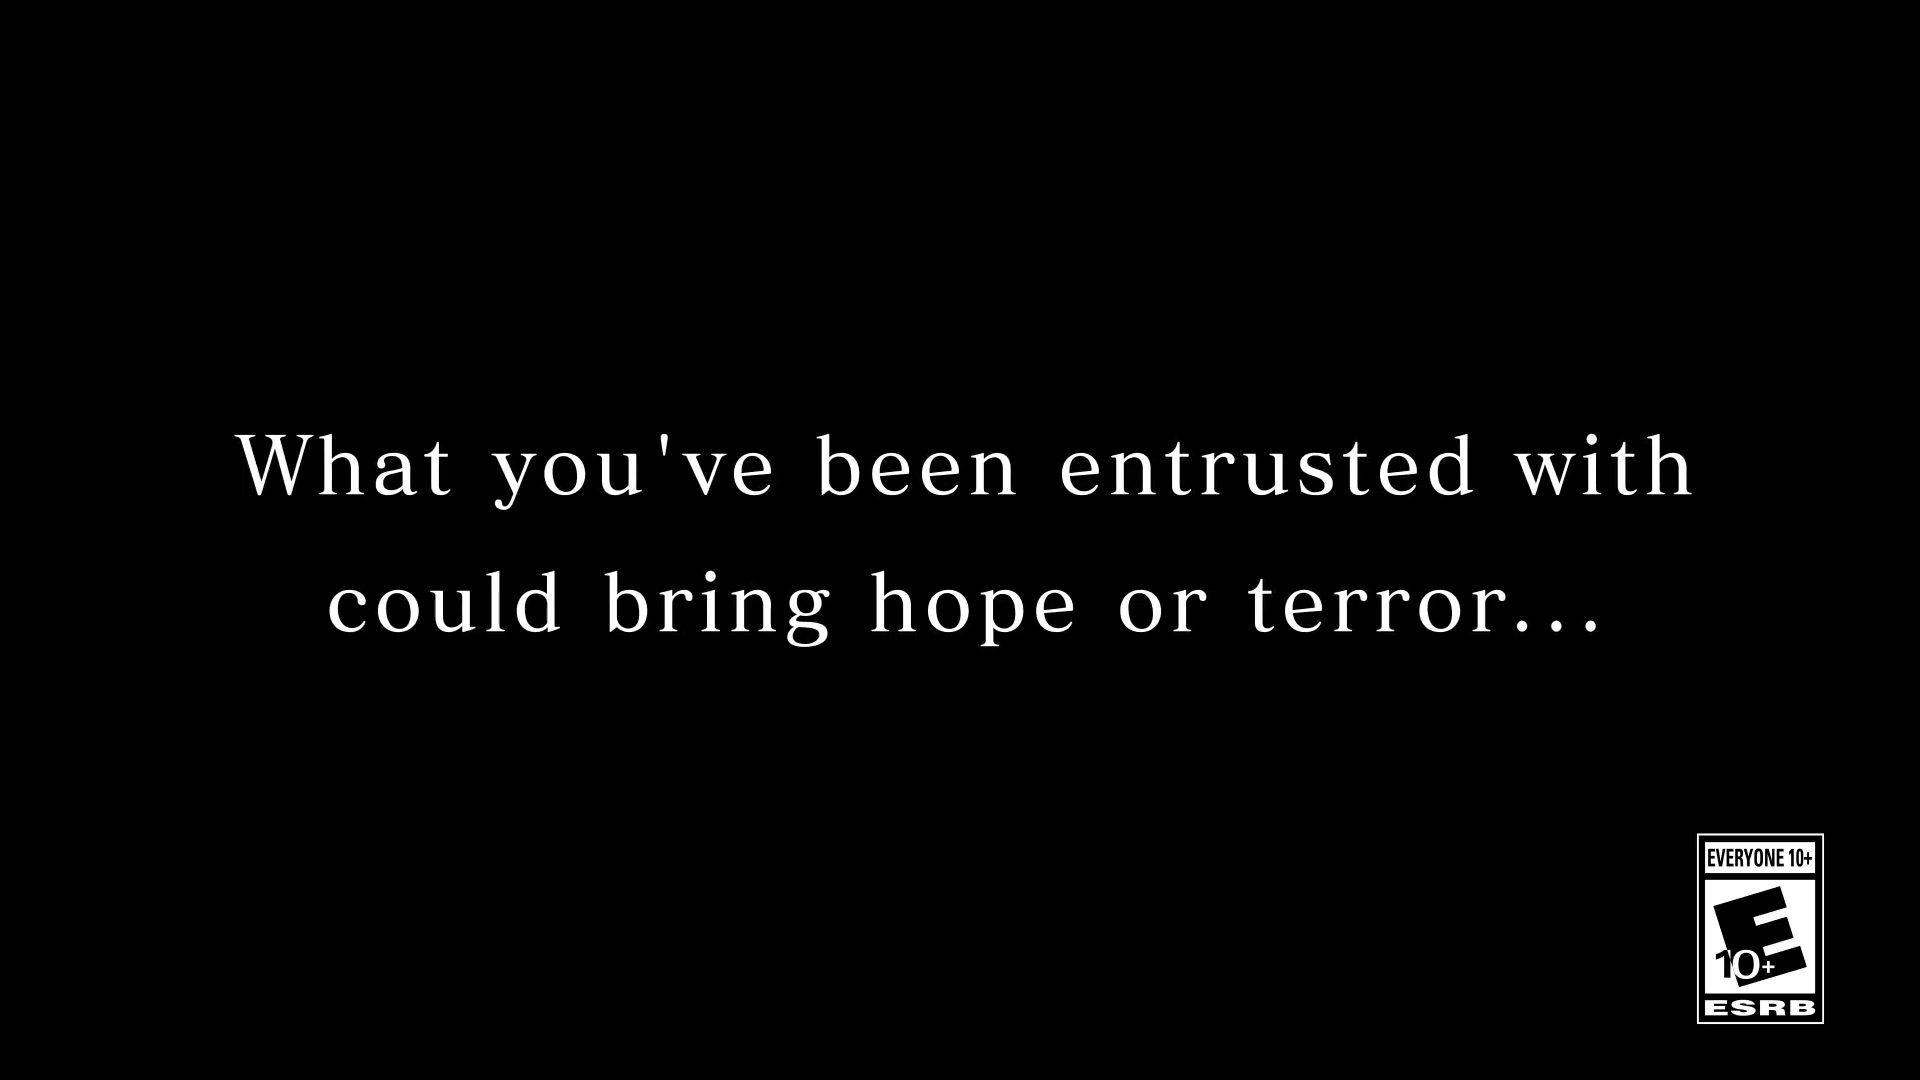 What you've been entrusted with
could bring hope or terror...
EVERYONE 10+
E
10+
ESRB